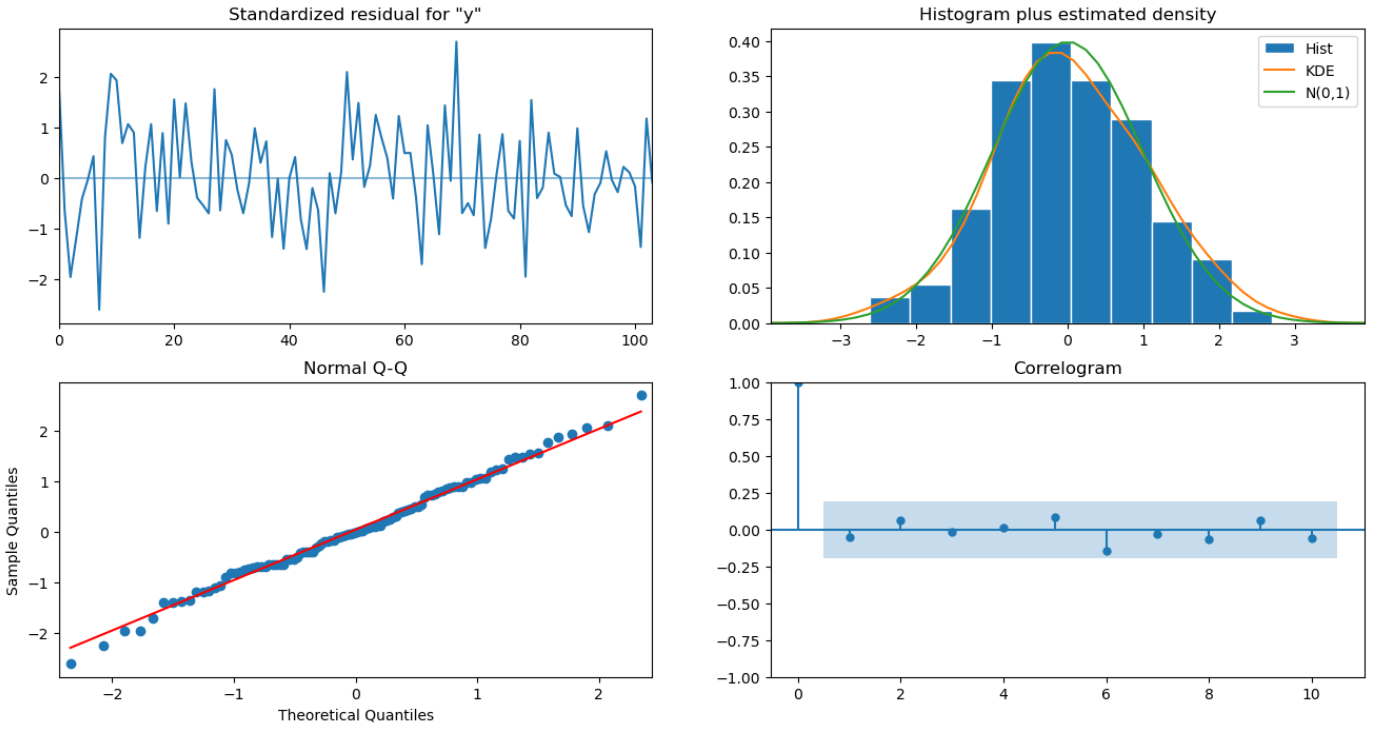 Standardized residual for "y"
2
1
0
−1
−2
0 20 40 60 80 100
Histogram plus estimated density
0.40
0.35
0.30
0.25
0.20
0.15
0.10
0.05
0.00
Hist
KDE
N(0,1)
−3 −2 −1 0 1 2 3
Normal Q-Q
Sample Quantiles
2
1
0
−1
−2
−2 −1 0 1 2
Theoretical Quantiles
Correlogram
1.00
0.75
0.50
0.25
0.00
−0.25
−0.50
−0.75
−1.00
0 2 4 6 8 10